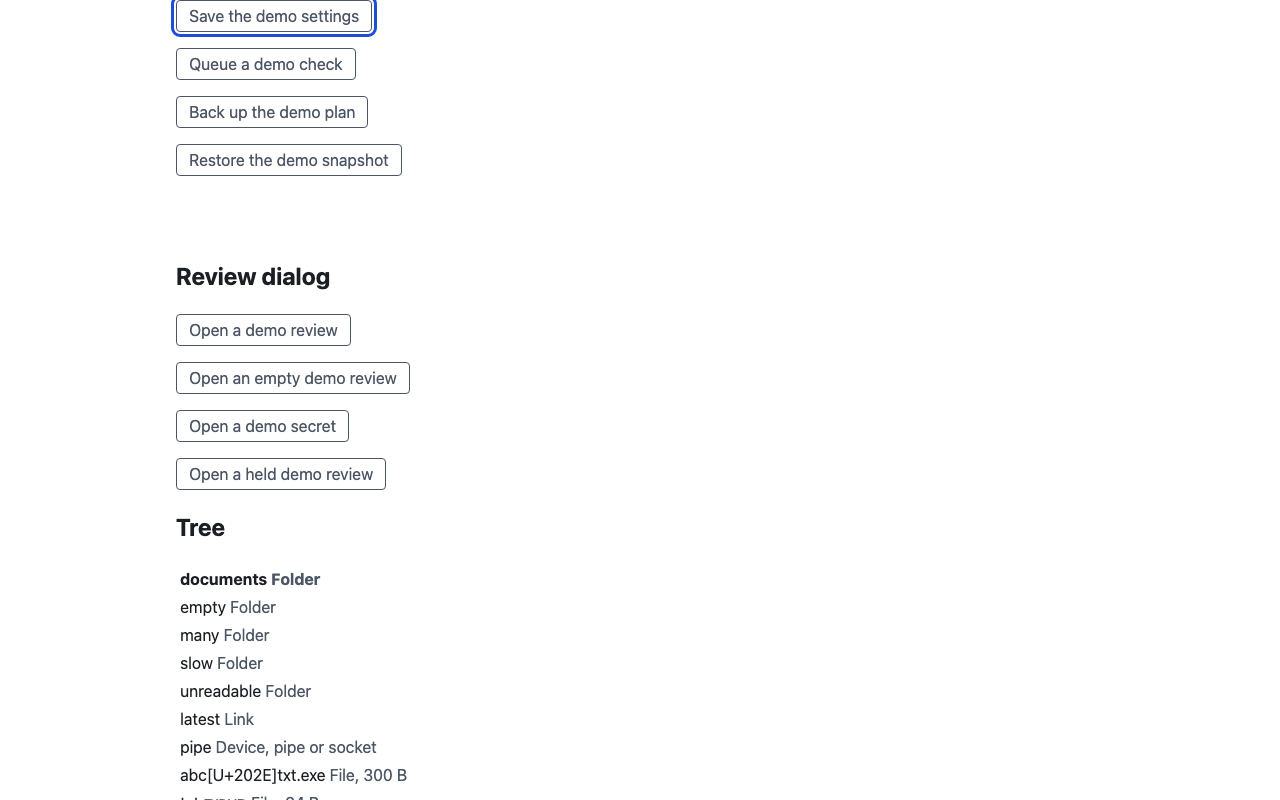 Save the demo settings
Queue a demo check
Back up the demo plan
Restore the demo snapshot
Review dialog
Open a demo review
Open an empty demo review
Open a demo secret
Open a held demo review
Tree
documents Folder
empty Folder
many Folder
slow Folder
unreadable Folder
latest Link
pipe Device, pipe or socket
abc[U+202E]txt.exe File, 300 B